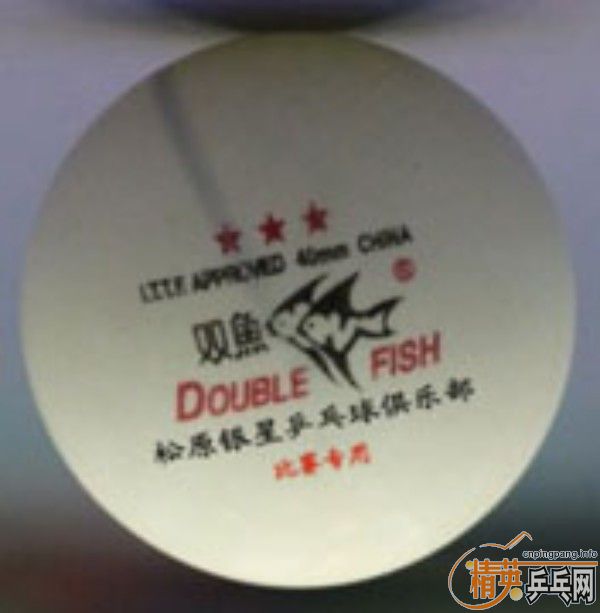 ★★★
I.T.T.F. APPROVED 40mm CHINA
双魚
DOUBLE FISH
松原银星乒乓球俱乐部
比赛专用
cnpingpang.info
精英乒乓网